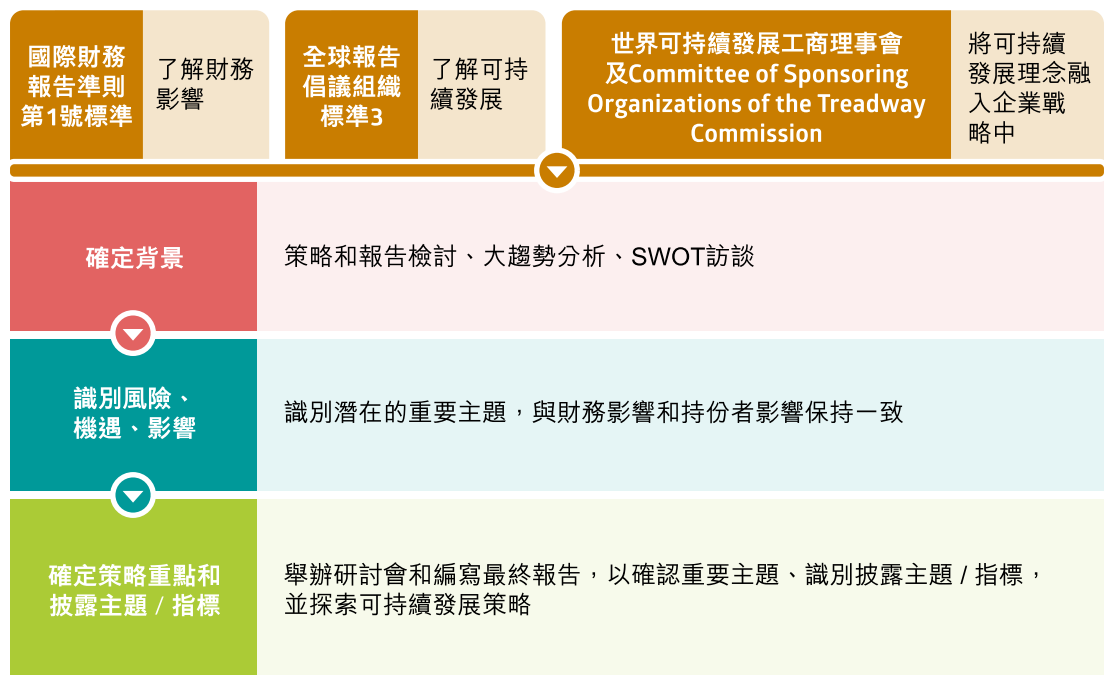 國際財務
報告準則
第1號標準
了解財務
影響
全球報告
倡議組織
標準3
了解可持
續發展
世界可持續發展工商理事會
及Committee of Sponsoring
Organizations of the Treadway
Commission
將可持續
發展理念融
入企業戰
略中
確定背景
策略和報告檢討、大趨勢分析、SWOT訪談
識別風險、
機遇、影響
識別潛在的重要主題，與財務影響和持份者影響保持一致
確定策略重點和
披露主題 / 指標
舉辦研討會和編寫最終報告，以確認重要主題、識別披露主題 / 指標，
並探索可持續發展策略